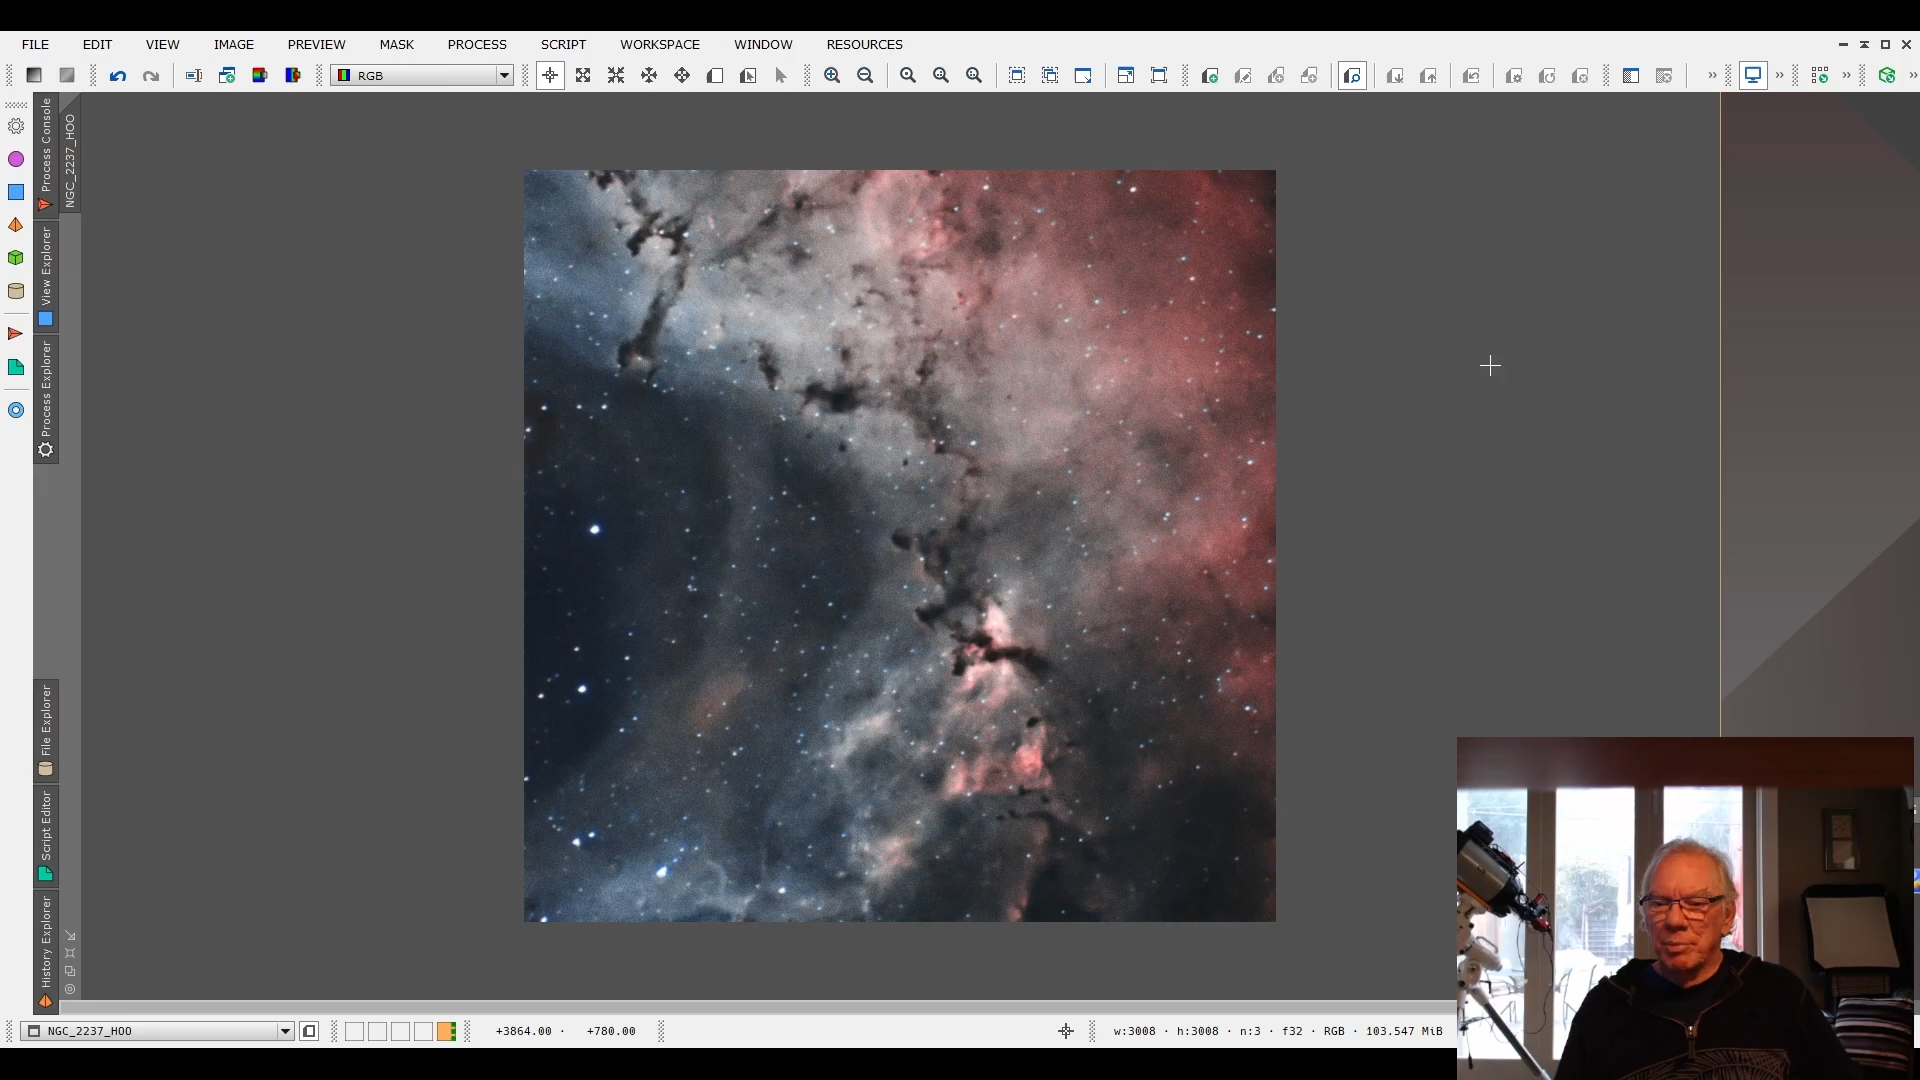 FILE EDIT VIEW IMAGE PREVIEW MASK PROCESS SCRIPT WORKSPACE WINDOW RESOURCES
RGB
Process Console
NGC_2237_HOO
View Explorer
Process Explorer
File Explorer
Script Editor
History Explorer
NGC_2237_HOO
+3864.00 · +780.00
w:3008 · h:3008 · n:3 · f32 · RGB · 103.547 MiB